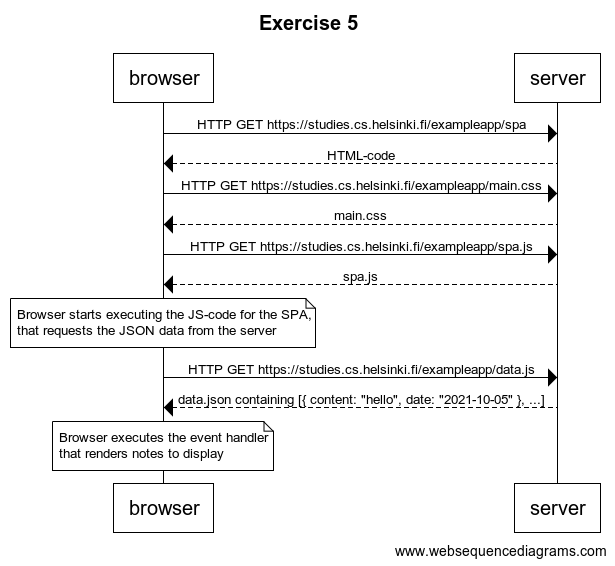 Exercise 5
browser
server
HTTP GET https://studies.cs.helsinki.fi/exampleapp/spa
HTML-code
HTTP GET https://studies.cs.helsinki.fi/exampleapp/main.css
main.css
HTTP GET https://studies.cs.helsinki.fi/exampleapp/spa.js
spa.js
Browser starts executing the JS-code for the SPA,
that requests the JSON data from the server
HTTP GET https://studies.cs.helsinki.fi/exampleapp/data.js
data.json containing [{ content: "hello", date: "2021-10-05" }, ...]
Browser executes the event handler
that renders notes to display
browser
server
www.websequencediagrams.com